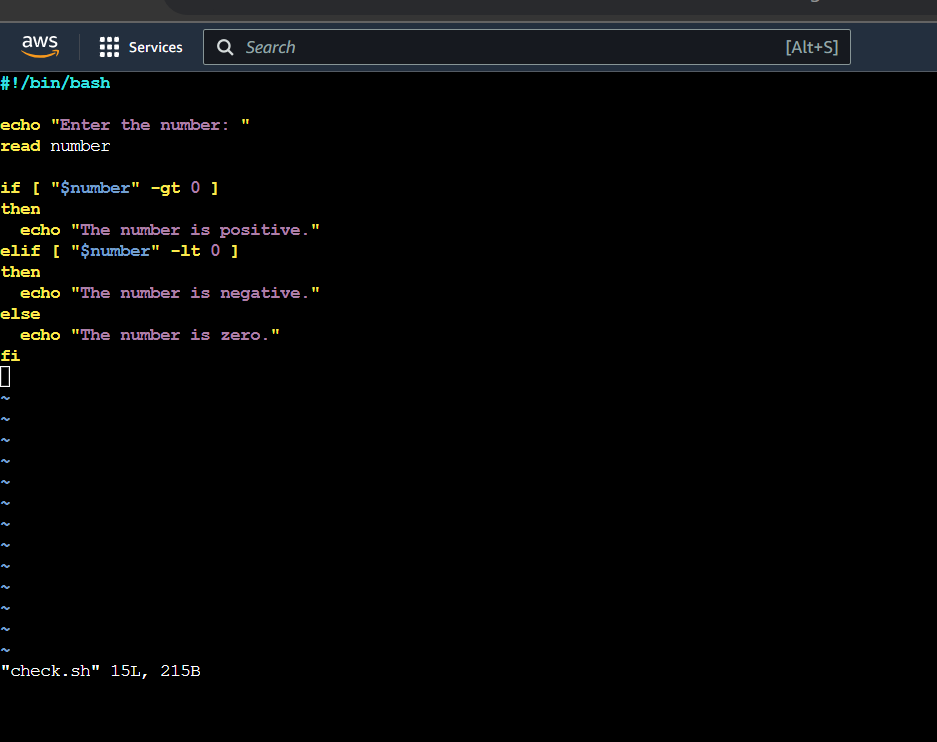 aws Services Search [Alt+S]
#!/bin/bash

echo "Enter the number: "
read number

if [ "$number" -gt 0 ]
then
  echo "The number is positive."
elif [ "$number" -lt 0 ]
then
  echo "The number is negative."
else
  echo "The number is zero."
fi

~
~
~
~
~
~
~
~
~
~
~
~
~
"check.sh" 15L, 215B